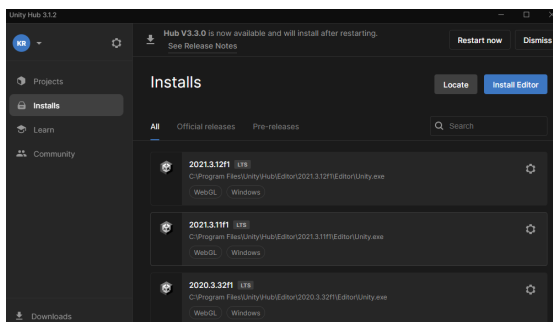 Unity Hub 3.1.2
KR
Hub V3.3.0 is now available and will install after restarting.
See Release Notes
Restart now
Dismiss
Projects
Installs
Learn
Community
Downloads
Installs
Locate
Install Editor
All
Official releases
Pre-releases
Search
2021.3.12f1 LTS
C:\Program Files\Unity\Hub\Editor\2021.3.12f1\Editor\Unity.exe
WebGL
Windows
2021.3.11f1 LTS
C:\Program Files\Unity\Hub\Editor\2021.3.11f1\Editor\Unity.exe
WebGL
Windows
2020.3.32f1 LTS
C:\Program Files\Unity\Hub\Editor\2020.3.32f1\Editor\Unity.exe
WebGL
Windows